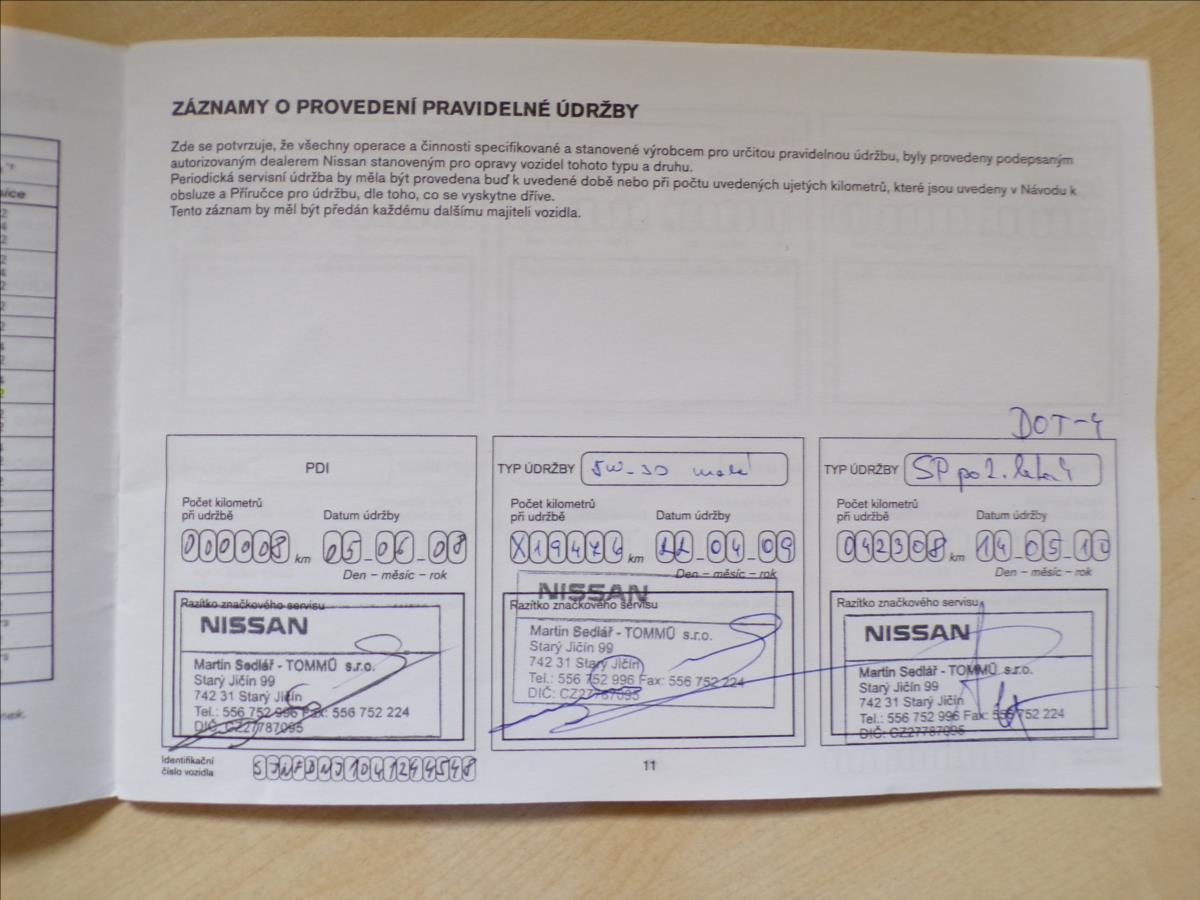 ZÁZNAMY O PROVEDENÍ PRAVIDELNÉ ÚDRŽBY
Zde se potvrzuje, že všechny operace a činnosti specifikované a stanovené výrobcem pro určitou pravidelnou údržbu, byly provedeny podepsaným
autorizovaným dealerem Nissan stanoveným pro opravy vozidel tohoto typu a druhu.
Periodická servisní údržba by měla být provedena buď k uvedené době nebo při počtu uvedených ujetých kilometrů, které jsou uvedeny v Návodu k
obsluze a Příručce pro údržbu, dle toho, co se vyskytne dříve.
Tento záznam by měl být předán každému dalšímu majiteli vozidla.
DOT-4
PDI
Počet kilometrů
při udržbě
Datum údržby
000008 km
05-06-08
Den – měsíc – rok
Razítko značkového servisu
NISSAN
Martin Sedlář - TOMMŮ s.r.o.
Starý Jičín 99
742 31 Starý Jičín
Tel.: 556 752 996 Fax: 556 752 224
DIČ: CZ27787095
TYP ÚDRŽBY 5W-30 malé
Počet kilometrů
při udržbě
Datum údržby
X19476 km
22-04-09
Den – měsíc – rok
NISSAN
Razítko značkového servisu
Martin Sedlář - TOMMŮ s.r.o.
Starý Jičín 99
742 31 Starý Jičín
Tel.: 556 752 996 Fax: 556 752 224
DIČ: CZ27787095
TYP ÚDRŽBY SP po 2.
Počet kilometrů
při udržbě
Datum údržby
042308 km
14-05-10
Den – měsíc – rok
Razítko značkového servisu
NISSAN
Martin Sedlář - TOMMŮ s.r.o.
Starý Jičín 99
742 31 Starý Jičín
Tel.: 556 752 996 Fax: 556 752 224
DIČ: CZ27787095
Identifikační
číslo vozidla
11